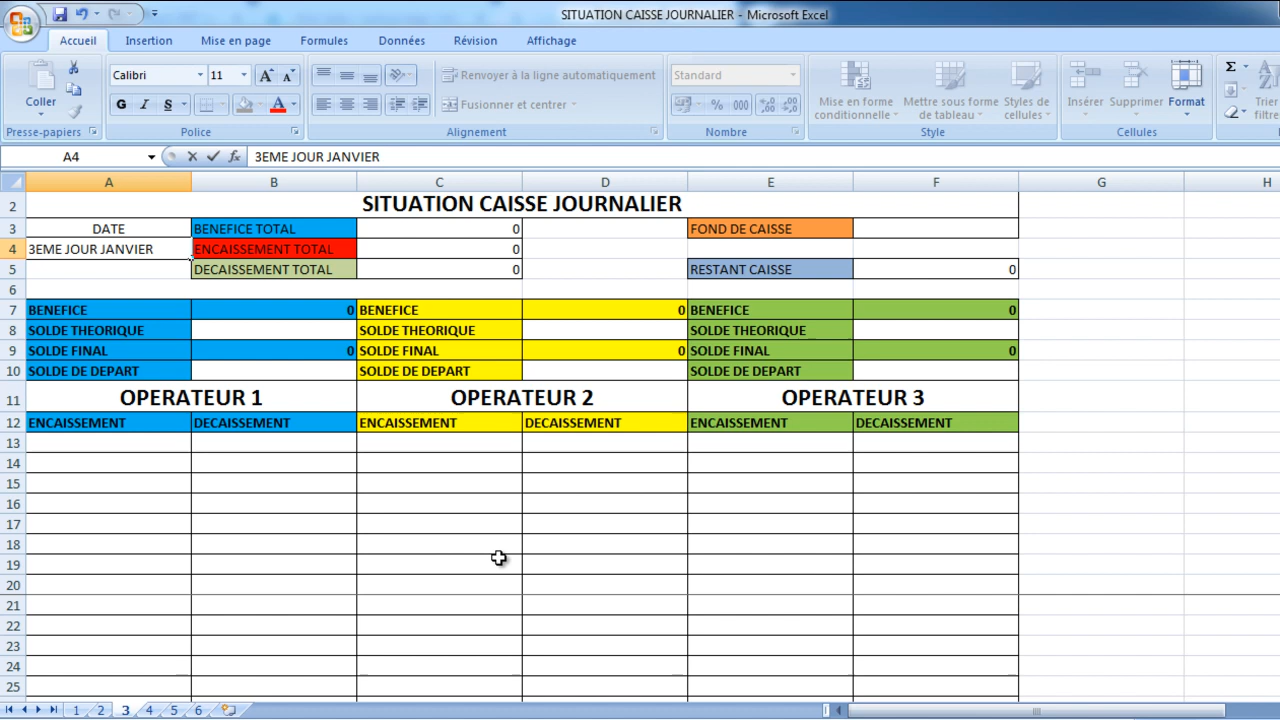 SITUATION CAISSE JOURNALIER - Microsoft Excel
Accueil Insertion Mise en page Formules Données Révision Affichage
Coller
Calibri 11
G I S
Renvoyer à la ligne automatiquement
Fusionner et centrer
Standard
% 000
Mise en forme conditionnelle
Mettre sous forme de tableau
Styles de cellules
Insérer Supprimer Format
Σ
Presse-papiers Police Alignement Nombre Style Cellules
A4 fx 3EME JOUR JANVIER
A B C D E F G H
2 SITUATION CAISSE JOURNALIER
3 DATE BENEFICE TOTAL 0 FOND DE CAISSE
4 3EME JOUR JANVIER ENCAISSEMENT TOTAL 0
5 DECAISSEMENT TOTAL 0 RESTANT CAISSE 0
6
7 BENEFICE 0 BENEFICE 0 BENEFICE 0
8 SOLDE THEORIQUE SOLDE THEORIQUE SOLDE THEORIQUE
9 SOLDE FINAL 0 SOLDE FINAL 0 SOLDE FINAL 0
10 SOLDE DE DEPART SOLDE DE DEPART SOLDE DE DEPART
11 OPERATEUR 1 OPERATEUR 2 OPERATEUR 3
12 ENCAISSEMENT DECAISSEMENT ENCAISSEMENT DECAISSEMENT ENCAISSEMENT DECAISSEMENT
13
14
15
16
17
18
19
20
21
22
23
24
25
1 2 3 4 5 6